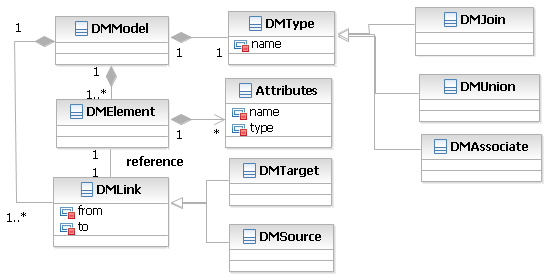 DMModel
DMType
name
DMJoin
DMUnion
DMAssociate
1
1
1
1
1..*
DMElement
Attributes
name
type
1
*
1
1
reference
DMLink
from
to
1..*
DMTarget
DMSource